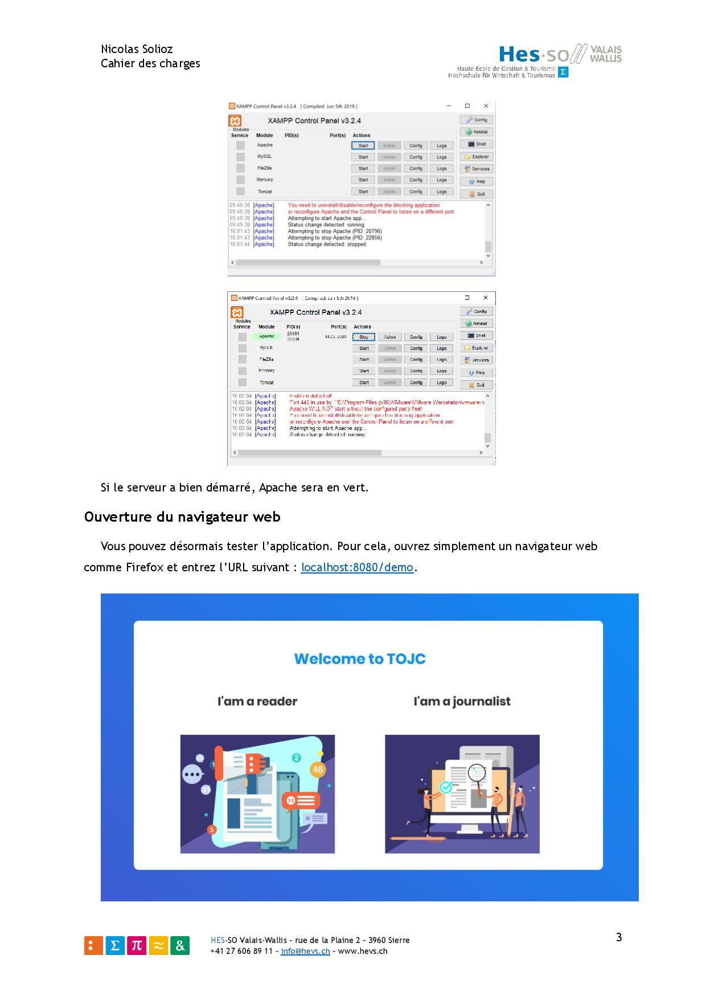 Nicolas Solioz
Cahier des charges
Hes·so VALAIS WALLIS
Haute Ecole de Gestion & Tourisme
Hochschule für Wirtschaft & Tourismus Σ
XAMPP Control Panel v3.2.4 [ Compiled: Jun 5th 2019 ]
XAMPP Control Panel v3.2.4
Config
Modules
Netstat
Service Module PID(s) Port(s) Actions
Shell
Apache Start Admin Config Logs
MySQL Start Admin Config Logs
Explorer
FileZilla Start Admin Config Logs
Services
Mercury Start Admin Config Logs
Help
Tomcat Start Admin Config Logs
Quit
09:49:38 [Apache] You need to uninstall/disable/reconfigure the blocking application
09:49:38 [Apache] or reconfigure Apache and the Control Panel to listen on a different port
09:49:38 [Apache] Attempting to start Apache app...
09:49:38 [Apache] Status change detected: running
16:01:43 [Apache] Attempting to stop Apache (PID: 20796)
16:01:43 [Apache] Attempting to stop Apache (PID: 22856)
16:01:44 [Apache] Status change detected: stopped
XAMPP Control Panel v3.2.4 [ Compiled: Jun 5th 2019 ]
XAMPP Control Panel v3.2.4
Config
Modules
Netstat
Service Module PID(s) Port(s) Actions
Shell
Apache 30204 Stop Admin Config Logs
MySQL Start Admin Config Logs
Explorer
FileZilla Start Admin Config Logs
Services
Mercury Start Admin Config Logs
Help
Tomcat Start Admin Config Logs
Quit
16:02:04 [Apache] Problem detected!
16:02:04 [Apache] Port 443 in use by ""C:\Program Files (x86)\VMware\VMware Workstation\vmware-h
16:02:04 [Apache] Apache WILL NOT start without the configured ports free!
16:02:04 [Apache] You need to uninstall/disable/reconfigure the blocking application
16:02:04 [Apache] or reconfigure Apache and the Control Panel to listen on a different port
16:02:04 [Apache] Attempting to start Apache app...
16:02:04 [Apache] Status change detected: running
Si le serveur a bien démarré, Apache sera en vert.
Ouverture du navigateur web
Vous pouvez désormais tester l’application. Pour cela, ouvrez simplement un navigateur web
comme Firefox et entrez l’URL suivant : localhost:8080/demo.
Welcome to TOJC
I'am a reader
I'am a journalist
25
1
31
5
2
46
11
: Σ π ≈ &
HES-SO Valais-Wallis – rue de la Plaine 2 – 3960 Sierre
+41 27 606 89 11 – info@hevs.ch – www.hevs.ch
3